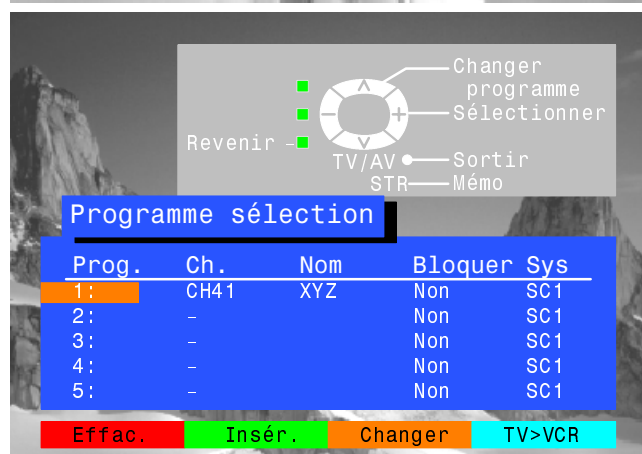 Changer
programme
Sélectionner
Revenir
TV/AV
Sortir
STR
Mémo
Programme sélection
Prog. Ch. Nom Bloquer Sys
1: CH41 XYZ Non SC1
2: – Non SC1
3: – Non SC1
4: – Non SC1
5: – Non SC1
Effac. Insér. Changer TV>VCR